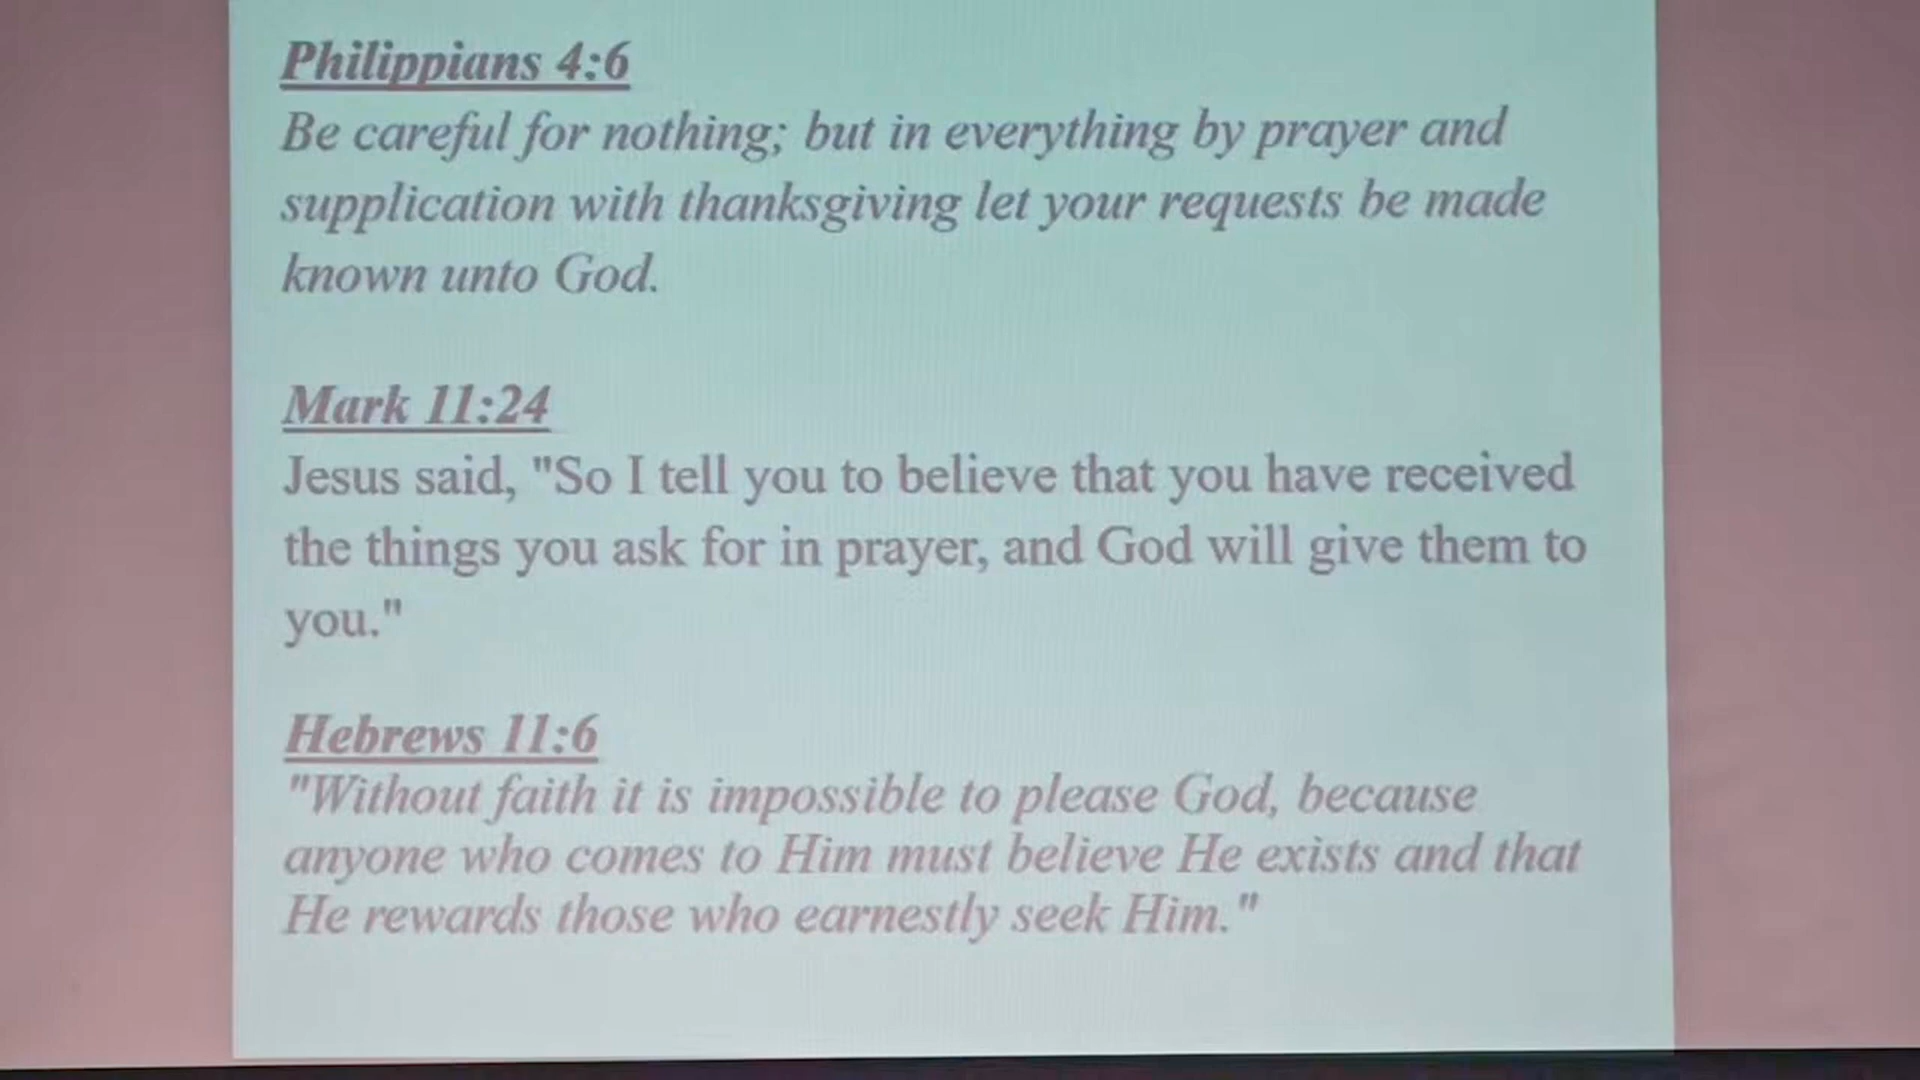 Philippians 4:6
Be careful for nothing; but in everything by prayer and
supplication with thanksgiving let your requests be made
known unto God.
Mark 11:24
Jesus said, "So I tell you to believe that you have received
the things you ask for in prayer, and God will give them to
you."
Hebrews 11:6
"Without faith it is impossible to please God, because
anyone who comes to Him must believe He exists and that
He rewards those who earnestly seek Him."